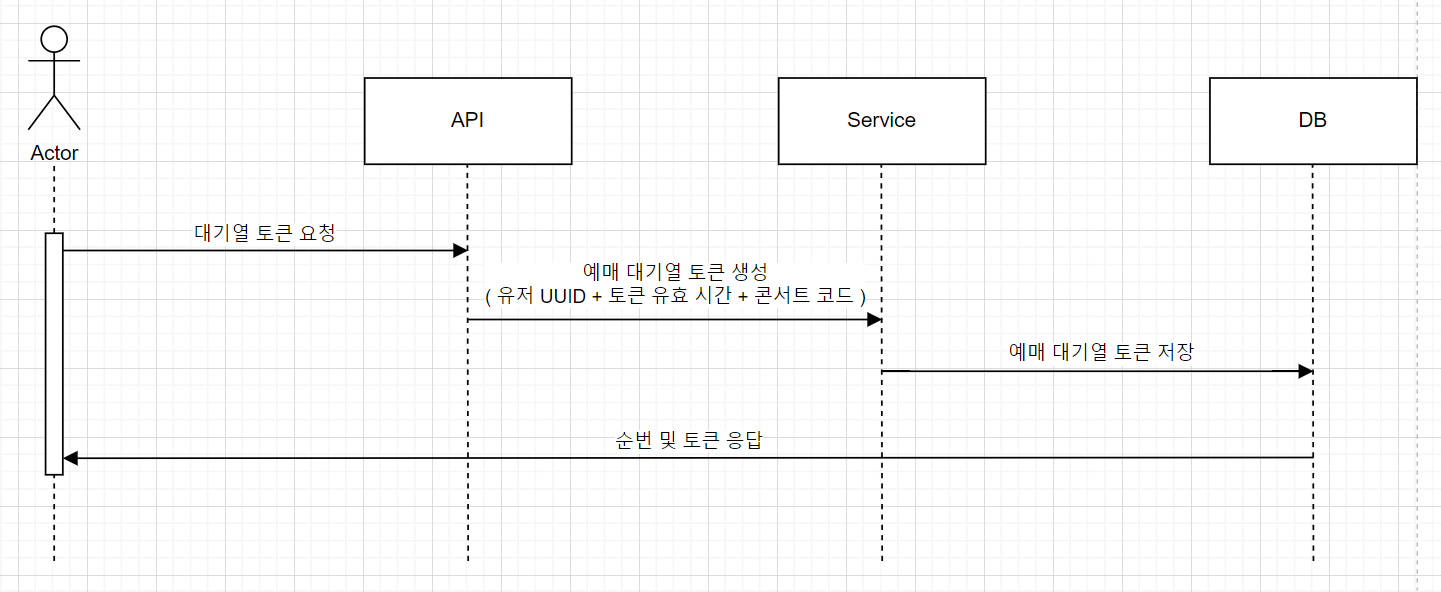 Actor
API
Service
DB
대기열 토큰 요청
예매 대기열 토큰 생성
( 유저 UUID + 토큰 유효 시간 + 콘서트 코드 )
예매 대기열 토큰 저장
순번 및 토큰 응답